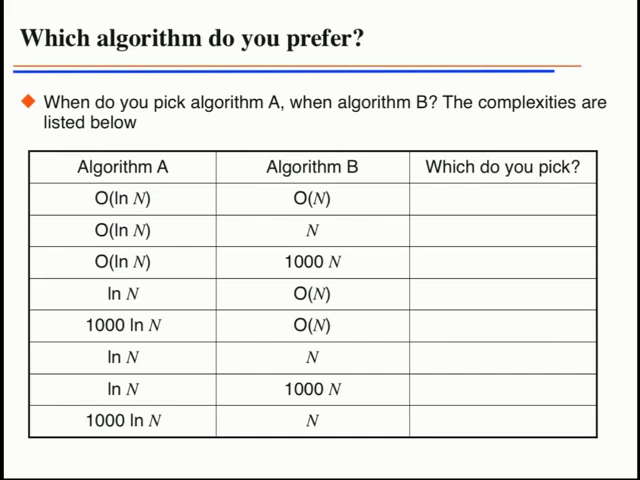 Which algorithm do you prefer?
When do you pick algorithm A, when algorithm B? The complexities are
listed below
Algorithm A Algorithm B Which do you pick?
O(ln N) O(N)
O(ln N) N
O(ln N) 1000 N
ln N O(N)
1000 ln N O(N)
ln N N
ln N 1000 N
1000 ln N N